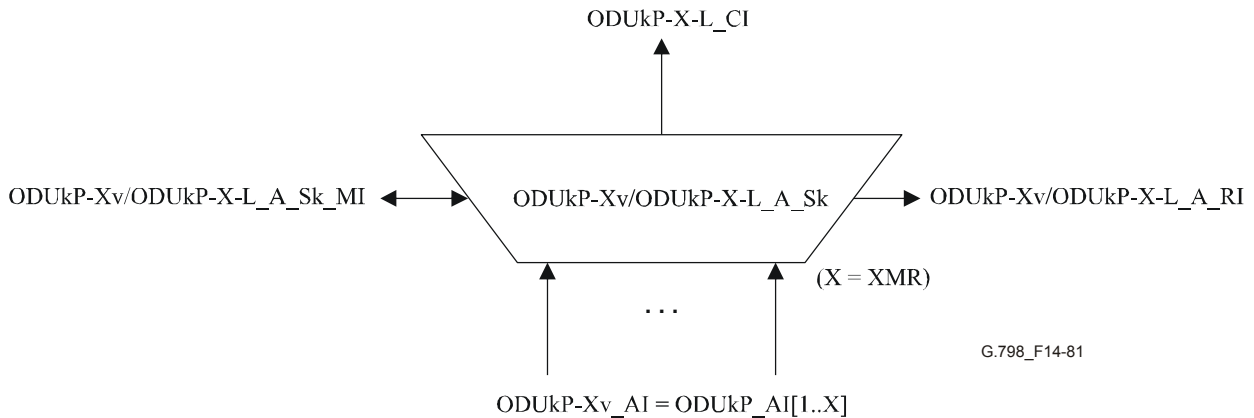 ODUkP-X-L_CI
ODUkP-Xv/ODUkP-X-L_A_Sk_MI
ODUkP-Xv/ODUkP-X-L_A_Sk
ODUkP-Xv/ODUkP-X-L_A_RI
(X = XMR)
. . .
G.798_F14-81
ODUkP-Xv_AI = ODUkP_AI[1..X]